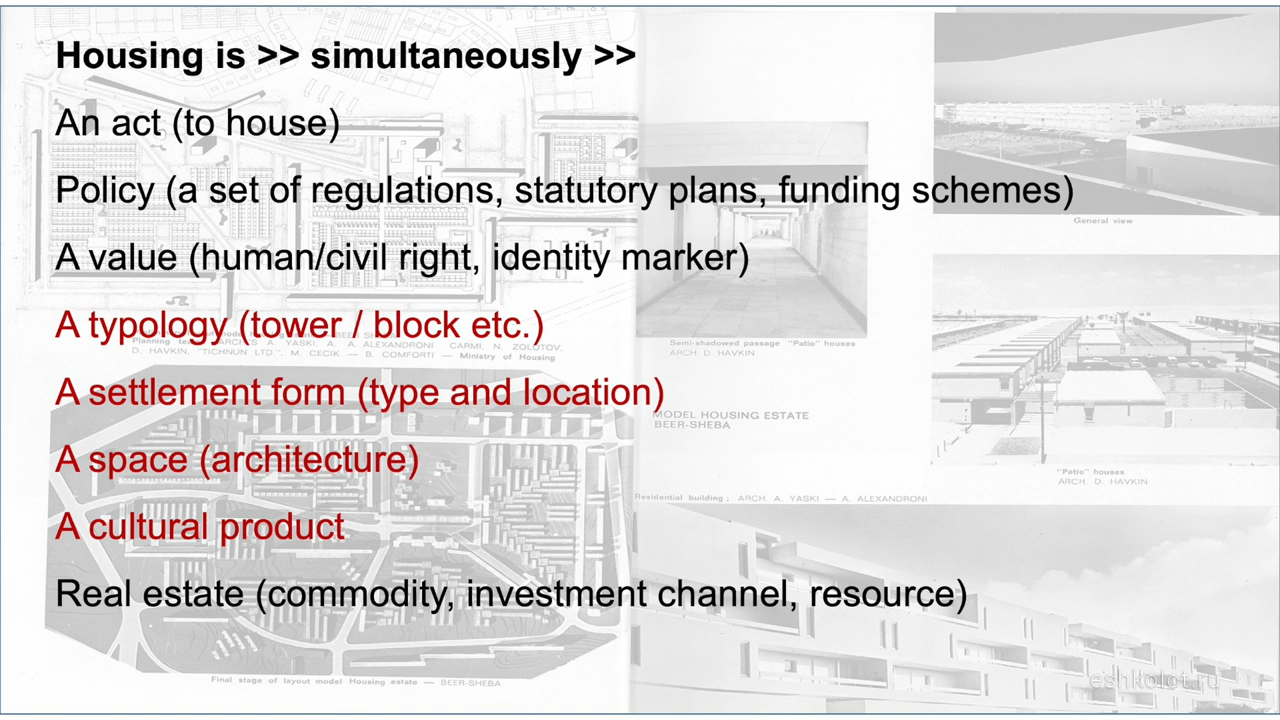 Housing is >> simultaneously >>
An act (to house)
Policy (a set of regulations, statutory plans, funding schemes)
General view
A value (human/civil right, identity marker)
A typology (tower / block etc.)
D. HAVKIN, "TICHNUN LTD.", M. CECIK — B. COMFORTI — Ministry of Housing
Semi-shadowed passage "Patio" houses
ARCH. D. HAVKIN
A settlement form (type and location)
MODEL HOUSING ESTATE
BEER-SHEBA
A space (architecture)
"Patio" houses
ARCH. D. HAVKIN
Residential building : ARCH. A. YASKI — A. ALEXANDRONI
A cultural product
Real estate (commodity, investment channel, resource)
Final stage of layout model Housing estate — BEER-SHEBA
eshkolot.ru